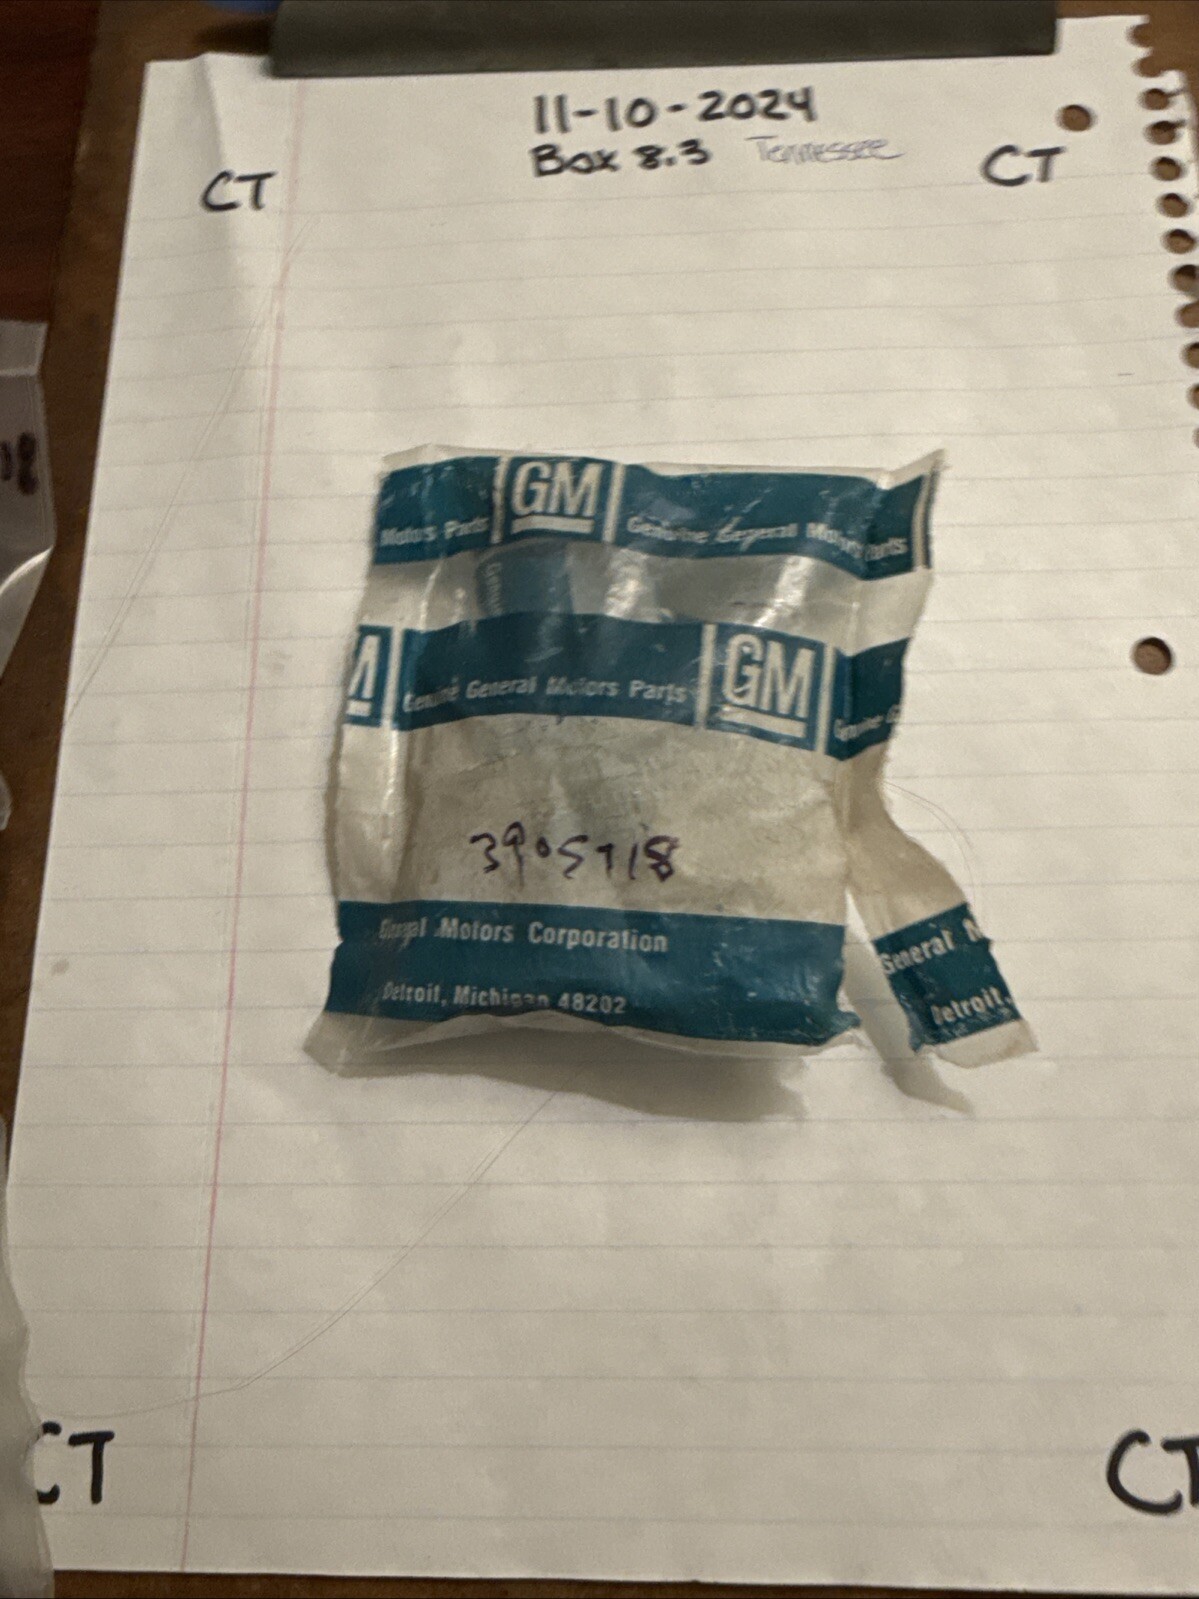 11-10-2024
Box 8.3 Tennessee
CT CT
Motors Parts GM Genuine General Motors Parts
M Genuine General Motors Parts GM Genuine G
3905718
General Motors Corporation
Detroit, Michigan 48202
General M
Detroit,
CT CT